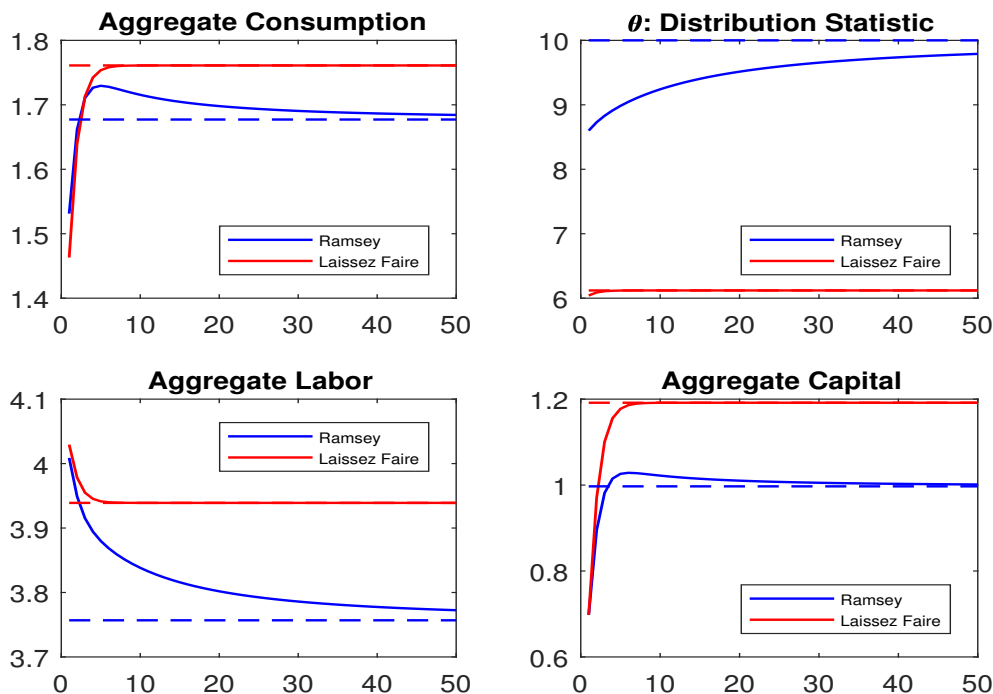 Aggregate Consumption
1.8
1.7
1.6
1.5
1.4
0 10 20 30 40 50
Ramsey
Laissez Faire
θ: Distribution Statistic
10
9
8
7
6
0 10 20 30 40 50
Ramsey
Laissez Faire
Aggregate Labor
4.1
4
3.9
3.8
3.7
0 10 20 30 40 50
Ramsey
Laissez Faire
Aggregate Capital
1.2
1
0.8
0.6
0 10 20 30 40 50
Ramsey
Laissez Faire